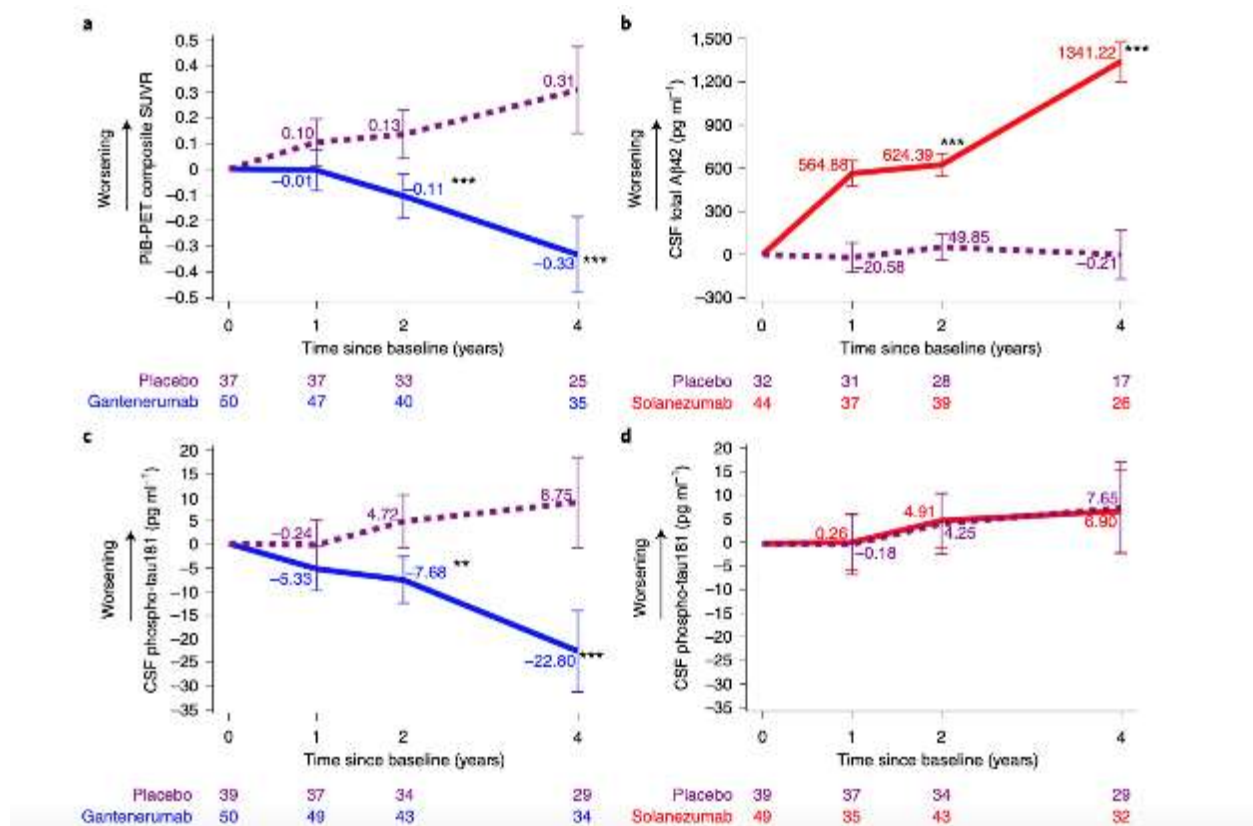 a
0.5
0.4
0.3
0.2
0.1
0
−0.1
−0.2
−0.3
−0.4
−0.5
Worsening
PiB-PET composite SUVR
0.10
0.13
0.31
−0.01
−0.11
***
−0.33
***
0 1 2 4
Time since baseline (years)
Placebo 37 37 33 25
Gantenerumab 50 47 40 35
b
1,500
1,200
900
600
300
0
−300
Worsening
CSF total Aβ42 (pg ml−1)
564.88
624.39
***
1341.22
***
−20.58
49.85
−0.21
0 1 2 4
Time since baseline (years)
Placebo 32 31 28 17
Solanezumab 44 37 39 26
c
20
15
10
5
0
−5
−10
−15
−20
−25
−30
−35
Worsening
CSF phospho-tau181 (pg ml−1)
−0.24
4.72
8.75
−5.33
−7.68
**
−22.80
***
0 1 2 4
Time since baseline (years)
Placebo 39 37 34 29
Gantenerumab 50 49 43 34
d
20
15
10
5
0
−5
−10
−15
−20
−25
−30
−35
Worsening
CSF phospho-tau181 (pg ml−1)
0.26
−0.18
4.91
4.25
7.65
6.90
0 1 2 4
Time since baseline (years)
Placebo 39 37 34 29
Solanezumab 49 35 43 32